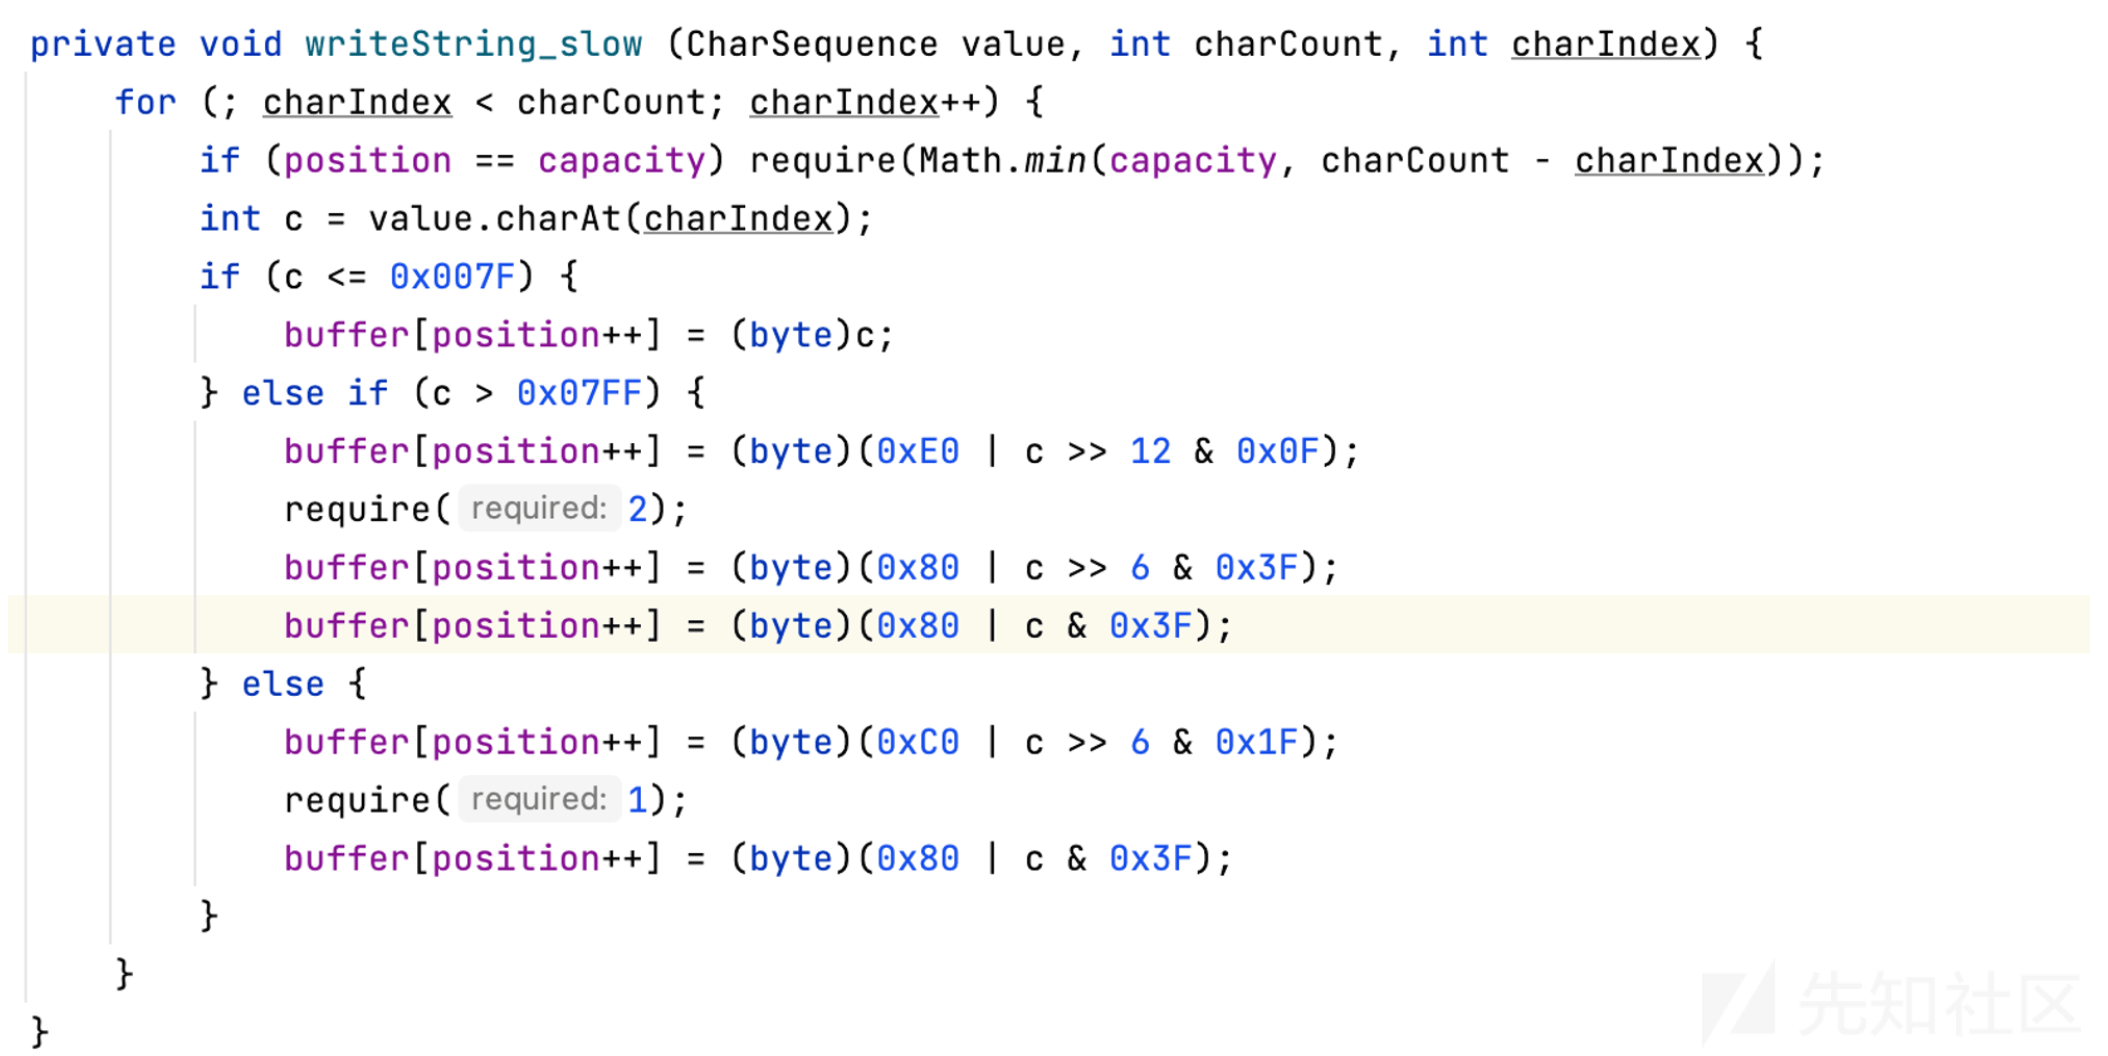 private void writeString_slow (CharSequence value, int charCount, int charIndex) {
    for (; charIndex < charCount; charIndex++) {
        if (position == capacity) require(Math.min(capacity, charCount - charIndex));
        int c = value.charAt(charIndex);
        if (c <= 0x007F) {
            buffer[position++] = (byte)c;
        } else if (c > 0x07FF) {
            buffer[position++] = (byte)(0xE0 | c >> 12 & 0x0F);
            require( required: 2);
            buffer[position++] = (byte)(0x80 | c >> 6 & 0x3F);
            buffer[position++] = (byte)(0x80 | c & 0x3F);
        } else {
            buffer[position++] = (byte)(0xC0 | c >> 6 & 0x1F);
            require( required: 1);
            buffer[position++] = (byte)(0x80 | c & 0x3F);
        }
    }
}
先知社区